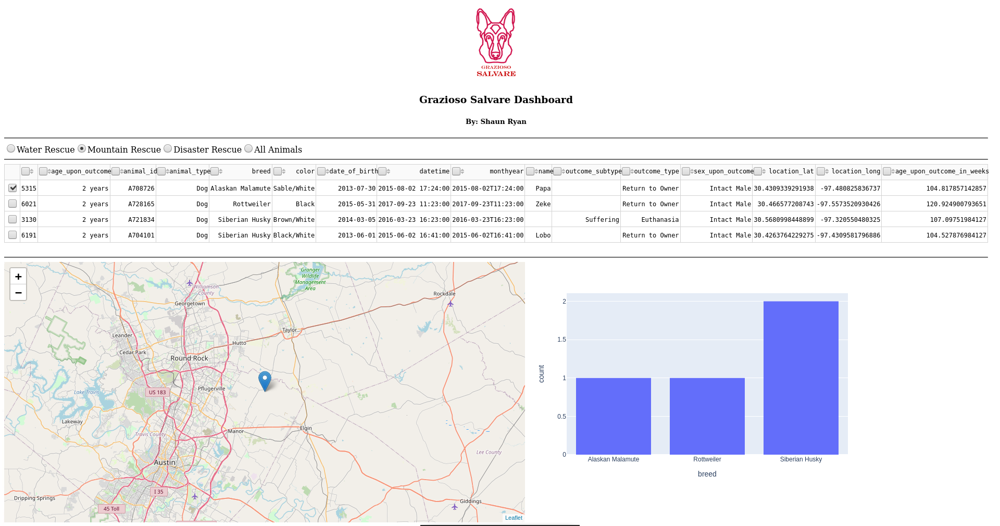 GRAZIOSO
SALVARE
Grazioso Salvare Dashboard
By: Shaun Ryan
Water Rescue Mountain Rescue Disaster Rescue All Animals
age_upon_outcome animal_id animal_type breed color date_of_birth datetime monthyear name outcome_subtype outcome_type sex_upon_outcome location_lat location_long age_upon_outcome_in_weeks
5315 2 years A708726 Dog Alaskan Malamute Sable/White 2013-07-30 2015-08-02 17:24:00 2015-08-02T17:24:00 Papa Return to Owner Intact Male 30.4309339291938 -97.480825836737 104.817857142857
6021 2 years A728165 Dog Rottweiler Black 2015-05-31 2017-09-23 11:23:00 2017-09-23T11:23:00 Zeke Return to Owner Intact Male 30.466577208743 -97.5573520930426 120.924900793651
3130 2 years A721834 Dog Siberian Husky Brown/White 2014-03-05 2016-03-23 16:23:00 2016-03-23T16:23:00 Suffering Euthanasia Intact Male 30.5680998448899 -97.320550480325 107.09751984127
6191 2 years A704101 Dog Siberian Husky Black/White 2013-06-01 2015-06-02 16:41:00 2015-06-02T16:41:00 Lobo Return to Owner Intact Male 30.4263764229275 -97.4309581796886 104.527876984127
+
−
Granger
Wildlife
Management
Area
Williamson
County
Georgetown
Rockdale
Taylor
Leander
Hutto
Cedar Park
Round Rock
Pflugerville
US 183
Lake Travis
Lakeway
Travis County
Manor
Elgin
Lee County
Austin
I 35
Dripping Springs
45 Toll
Giddings
Leaflet
2
1.5
1
0.5
0
count
Alaskan Malamute Rottweiler Siberian Husky
breed